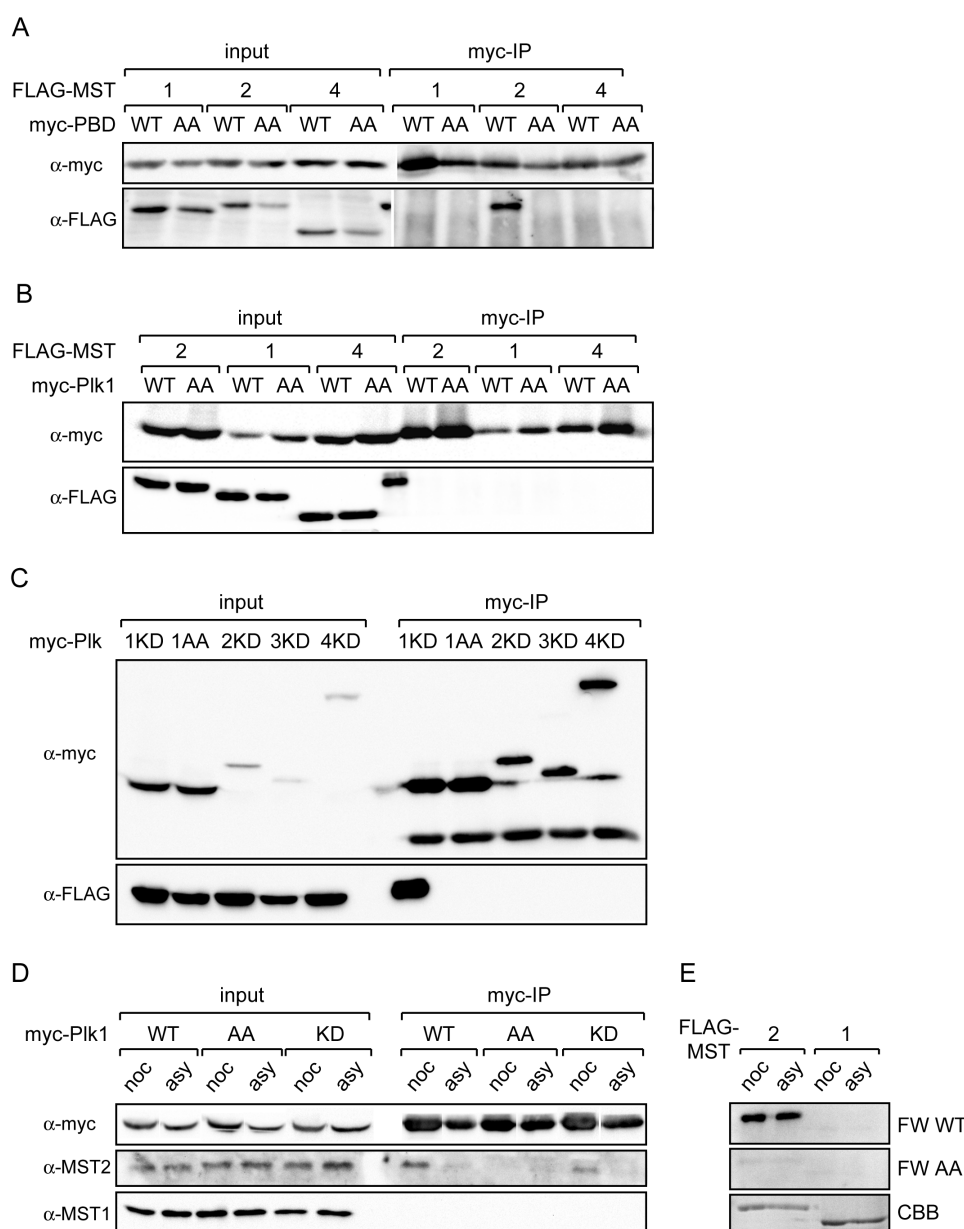 A
input myc-IP
FLAG-MST 1 2 4 1 2 4
myc-PBD WT AA WT AA WT AA WT AA WT AA WT AA
α-myc
α-FLAG
B
input myc-IP
FLAG-MST 2 1 4 2 1 4
myc-Plk1 WT AA WT AA WT AA WT AA WT AA WT AA
α-myc
α-FLAG
C
input myc-IP
myc-Plk 1KD 1AA 2KD 3KD 4KD 1KD 1AA 2KD 3KD 4KD
α-myc
α-FLAG
D
input myc-IP
myc-Plk1 WT AA KD WT AA KD
noc asy noc asy noc asy noc asy noc asy noc asy
α-myc
α-MST2
α-MST1
E
FLAG-
MST 2 1
noc asy noc asy
FW WT
FW AA
CBB